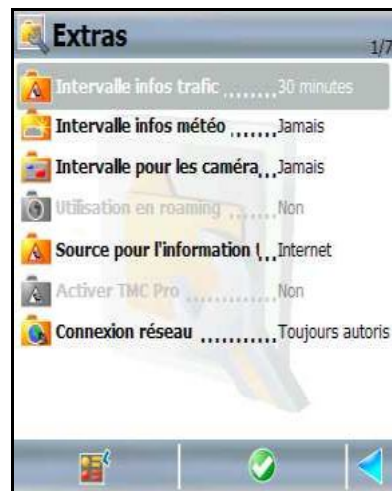 Extras
1/7
Intervalle infos trafic ........30 minutes
Intervalle infos météo .......Jamais
Intervalle pour les caméra...Jamais
Utilisation en roaming .......Non
Source pour l'information (...Internet
Activer TMC Pro ..............Non
Connexion réseau ...........Toujours autoris